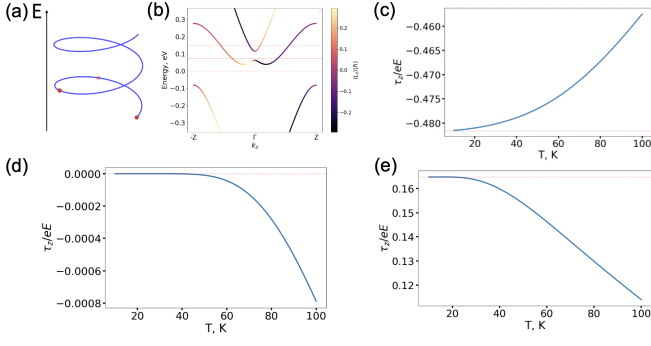 (a)
E
(b)
Energy, eV
0.3
0.2
0.1
0.0
−0.1
−0.2
−0.3
-Z
Γ
Z
k_z
0.2
0.1
0.0
−0.1
−0.2
⟨L_z⟩(ħ)
(c)
τ_z/eE
−0.460
−0.465
−0.470
−0.475
−0.480
0
20
40
60
80
100
T, K
(d)
τ_z/eE
0.0000
−0.0002
−0.0004
−0.0006
−0.0008
0
20
40
60
80
100
T, K
(e)
τ_z/eE
0.16
0.15
0.14
0.13
0.12
0
20
40
60
80
100
T, K